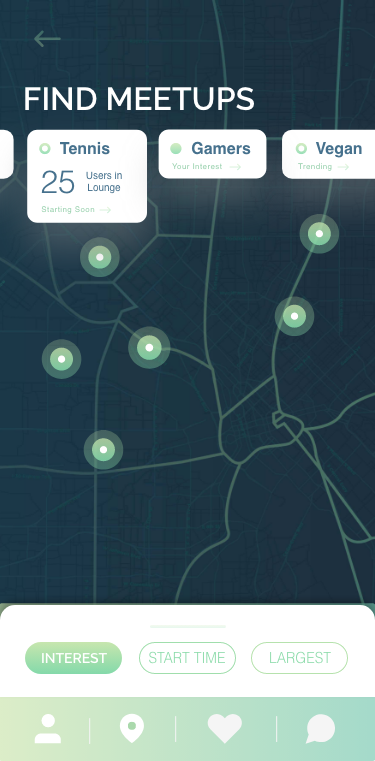 FIND MEETUPS
Tennis
25
Users in
Lounge
Starting Soon
Gamers
Your Interest
Vegan
Trending
INTEREST
START TIME
LARGEST